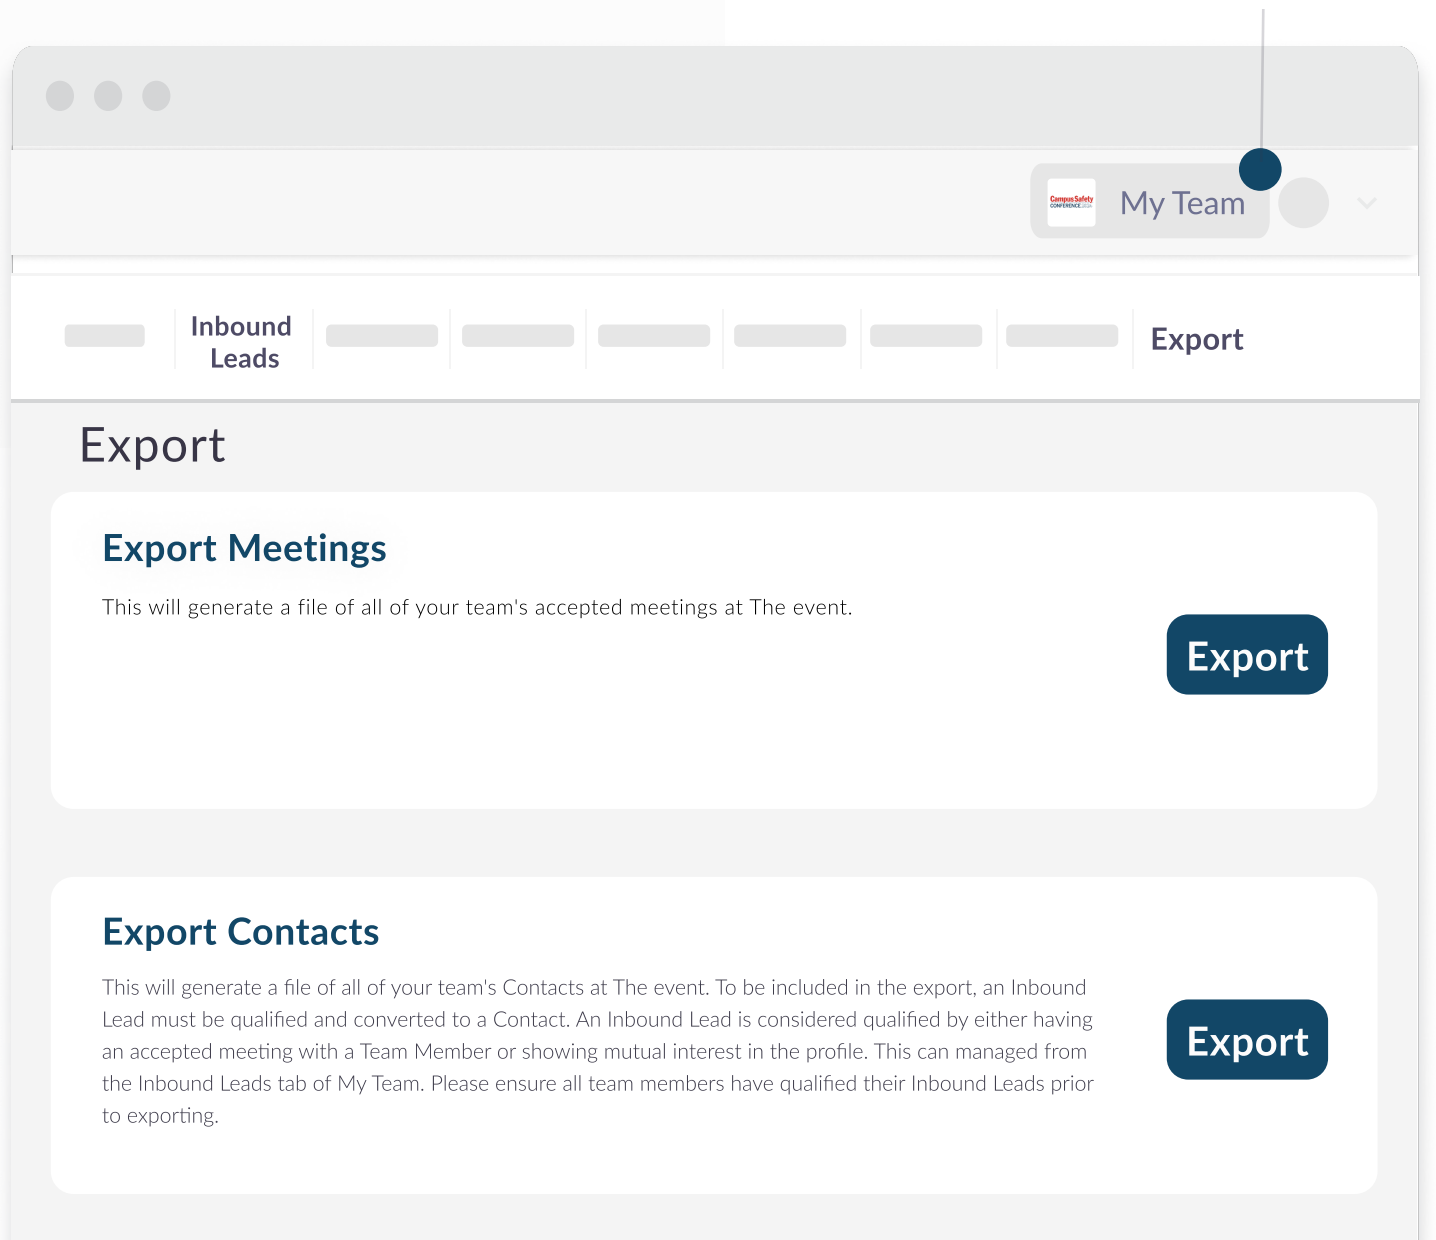 Campus Safety
CONFERENCE 2024
My Team
Inbound
Leads
Export
Export
Export Meetings
This will generate a file of all of your team's accepted meetings at The event.
Export
Export Contacts
This will generate a file of all of your team's Contacts at The event. To be included in the export, an Inbound
Lead must be qualified and converted to a Contact. An Inbound Lead is considered qualified by either having
an accepted meeting with a Team Member or showing mutual interest in the profile. This can managed from
the Inbound Leads tab of My Team. Please ensure all team members have qualified their Inbound Leads prior
to exporting.
Export